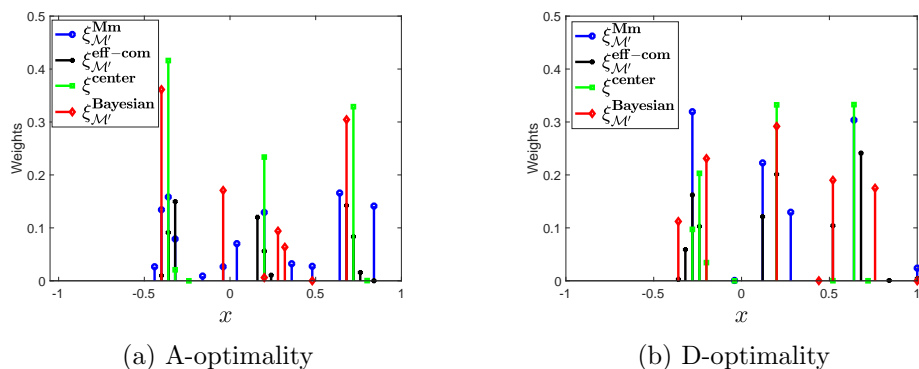 0.5
0.4
0.3
0.2
0.1
0
Weights
-1
-0.5
0
0.5
1
x
ξ^Mm_M′
ξ^eff−com_M′
ξ^center
ξ^Bayesian_M′
(a) A-optimality
0.5
0.4
0.3
0.2
0.1
0
Weights
-1
-0.5
0
0.5
1
x
ξ^Mm_M′
ξ^eff−com_M′
ξ^center
ξ^Bayesian_M′
(b) D-optimality